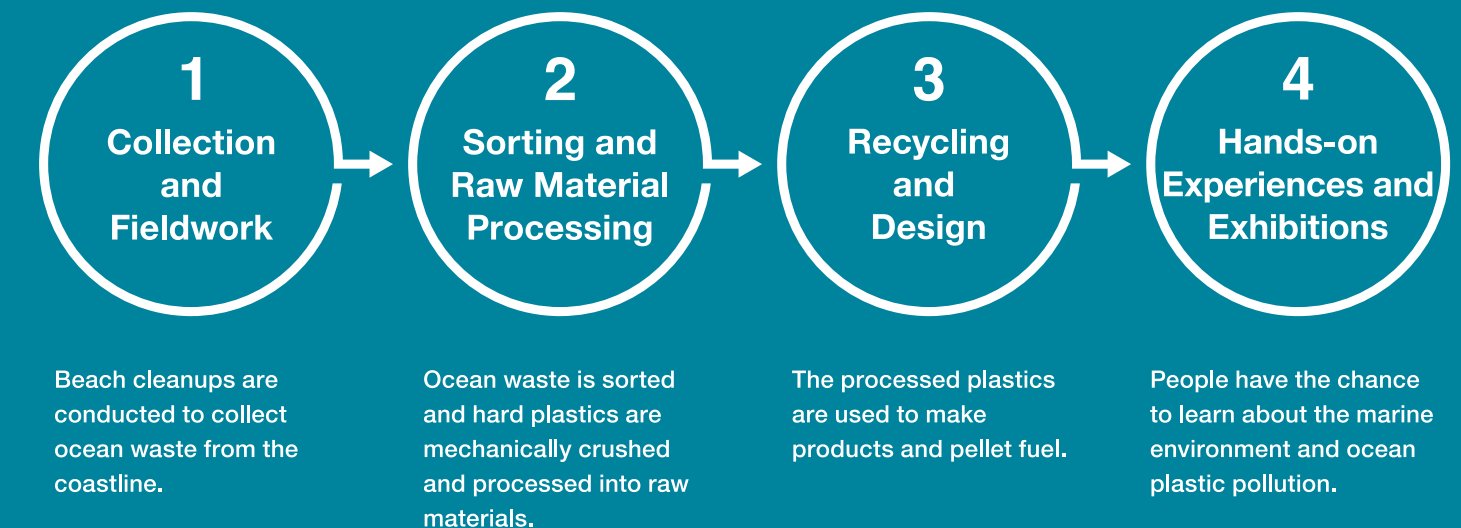 1
Collection
and
Fieldwork
Beach cleanups are
conducted to collect
ocean waste from the
coastline.
2
Sorting and
Raw Material
Processing
Ocean waste is sorted
and hard plastics are
mechanically crushed
and processed into raw
materials.
3
Recycling
and
Design
The processed plastics
are used to make
products and pellet fuel.
4
Hands-on
Experiences and
Exhibitions
People have the chance
to learn about the marine
environment and ocean
plastic pollution.